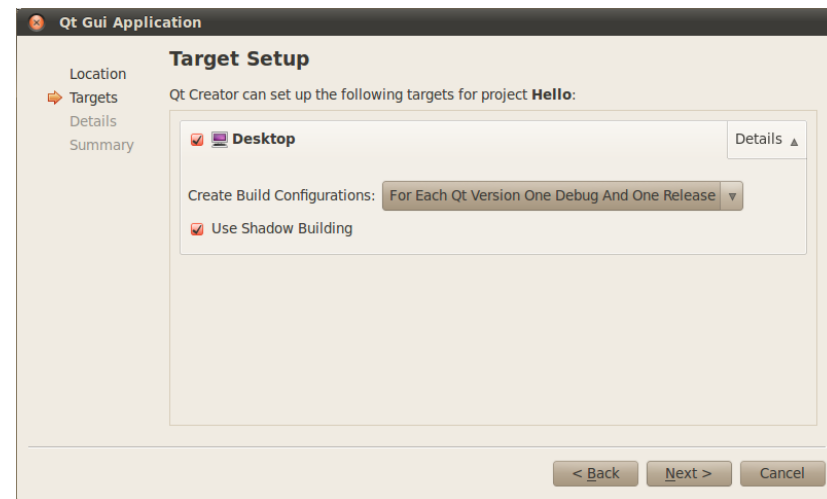 Qt Gui Application
Location
Targets
Details
Summary
Target Setup
Qt Creator can set up the following targets for project Hello:
Desktop
Details
Create Build Configurations: For Each Qt Version One Debug And One Release
Use Shadow Building
< Back
Next >
Cancel